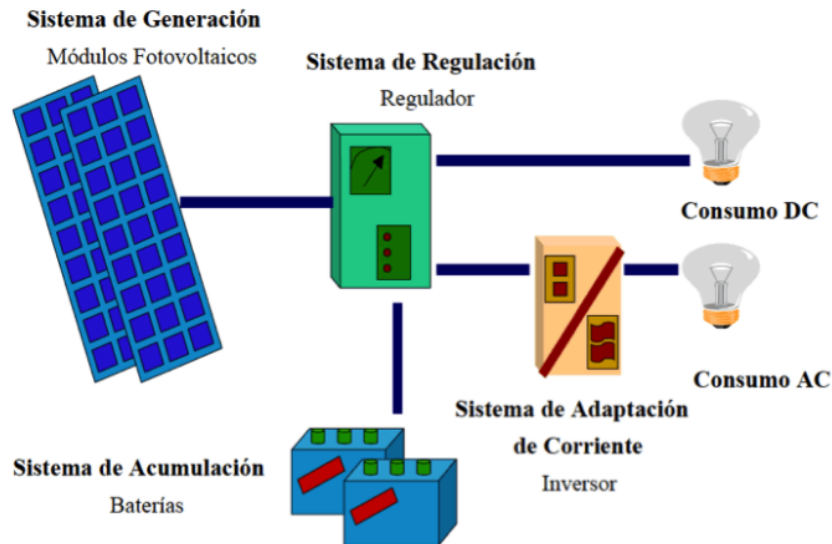 Sistema de Generación
Módulos Fotovoltaicos
Sistema de Regulación
Regulador
Consumo DC
Consumo AC
Sistema de Adaptación
de Corriente
Inversor
Sistema de Acumulación
Baterías